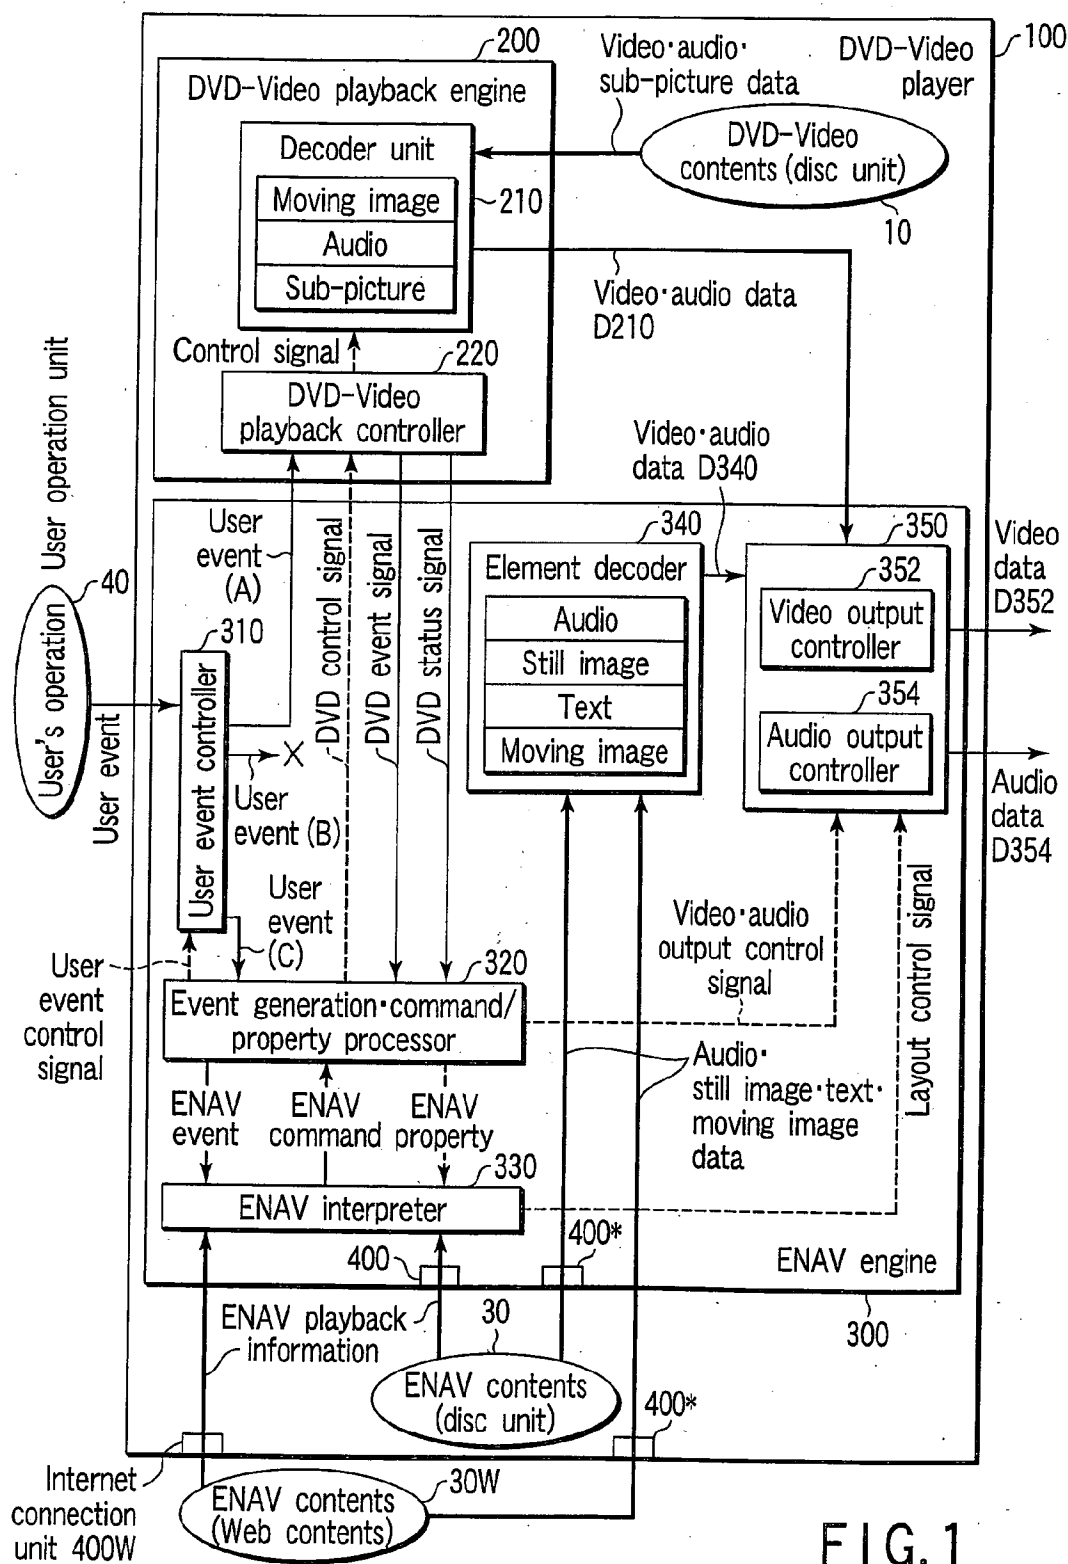 100
DVD-Video
player
200
DVD-Video playback engine
Video·audio·
sub-picture data
DVD-Video
contents (disc unit)
10
Decoder unit
Moving image
Audio
Sub-picture
210
Video·audio data
D210
Control signal
220
DVD-Video
playback controller
Video·audio
data D340
User operation unit
40
User's operation
User event
User
event
(A)
310
User event controller
User
event (B)
User
event
(C)
DVD control signal
DVD event signal
DVD status signal
340
Element decoder
Audio
Still image
Text
Moving image
350
352
Video output
controller
354
Audio output
controller
Video
data
D352
Audio
data
D354
User
event
control
signal
320
Event generation·command/
property processor
Video·audio
output control
signal
Layout control signal
Audio·
still image·text·
moving image
data
ENAV
event
ENAV
command
ENAV
property
330
ENAV interpreter
400
400*
ENAV engine
300
ENAV playback
information
30
ENAV contents
(disc unit)
400*
Internet
connection
unit 400W
ENAV contents
(Web contents)
30W
FIG. 1